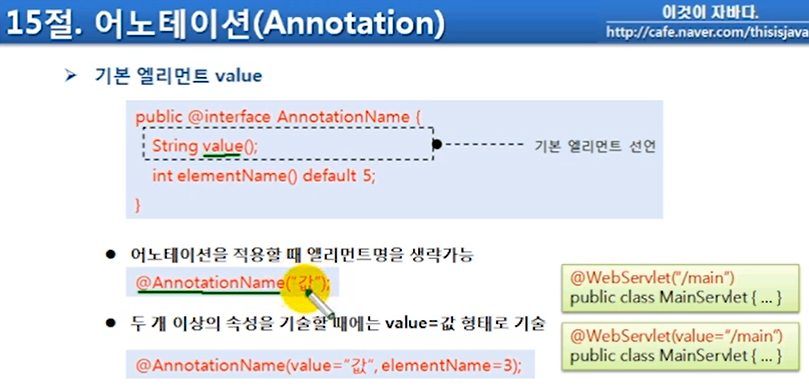 15절. 어노테이션(Annotation)
이것이 자바다.
http://cafe.naver.com/thisisjava
➢ 기본 엘리먼트 value
public @interface AnnotationName {
String value();
기본 엘리먼트 선언
int elementName() default 5;
}
● 어노테이션을 적용할 때 엘리먼트명을 생략가능
@AnnotationName("값");
● 두 개 이상의 속성을 기술할 때에는 value=값 형태로 기술
@AnnotationName(value="값", elementName=3);
@WebServlet("/main")
public class MainServlet { ... }
@WebServlet(value="/main")
public class MainServlet { ... }